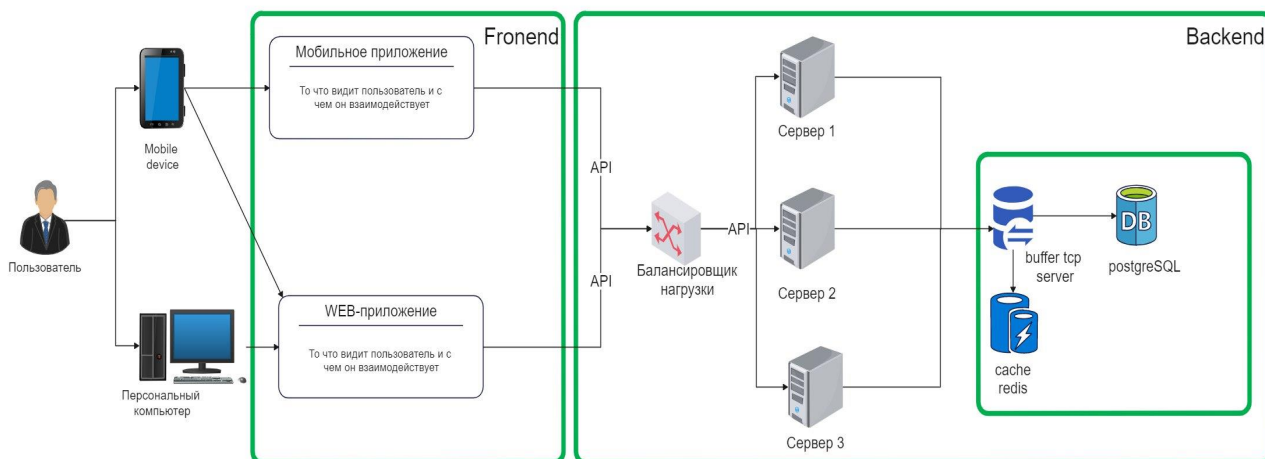 Fronend
Backend
Мобильное приложение
То что видит пользователь и с
чем он взаимодействует
Mobile
device
Пользователь
Персональный
компьютер
WEB-приложение
То что видит пользователь и с
чем он взаимодействует
API
API
Балансировщик
нагрузки
API
Сервер 1
Сервер 2
Сервер 3
buffer tcp
server
DB
postgreSQL
cache
redis